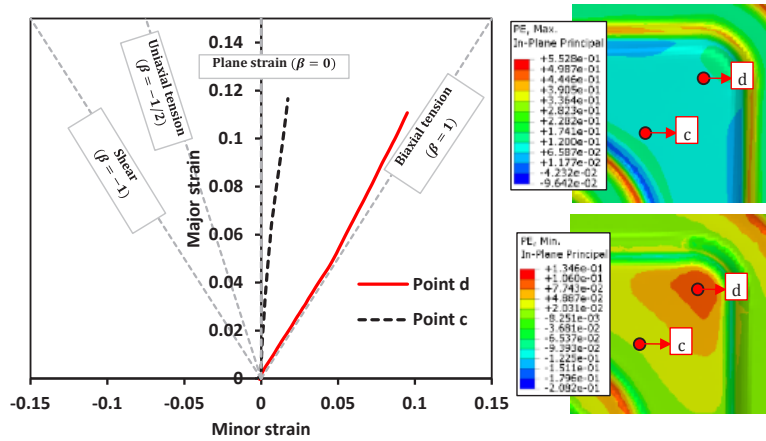 0.15
0.14
0.12
0.1
0.08
0.06
0.04
0.02
0
-0.15
-0.1
-0.05
0
0.05
0.1
0.15
Major strain
Minor strain
Shear
(β = −1)
Uniaxial tension
(β = −1/2)
Plane strain (β = 0)
Biaxial tension
(β = 1)
Point d
Point c
PE, Max.
In-Plane Principal
+5.528e-01
+4.987e-01
+4.446e-01
+3.905e-01
+3.364e-01
+2.823e-01
+2.282e-01
+1.741e-01
+1.200e-01
+6.587e-02
+1.177e-02
-4.232e-02
-9.642e-02
d
c
PE, Min.
In-Plane Principal
+1.346e-01
+1.060e-01
+7.743e-02
+4.887e-02
+2.031e-02
-8.251e-03
-3.681e-02
-6.537e-02
-9.393e-02
-1.225e-01
-1.511e-01
-1.796e-01
-2.082e-01
d
c